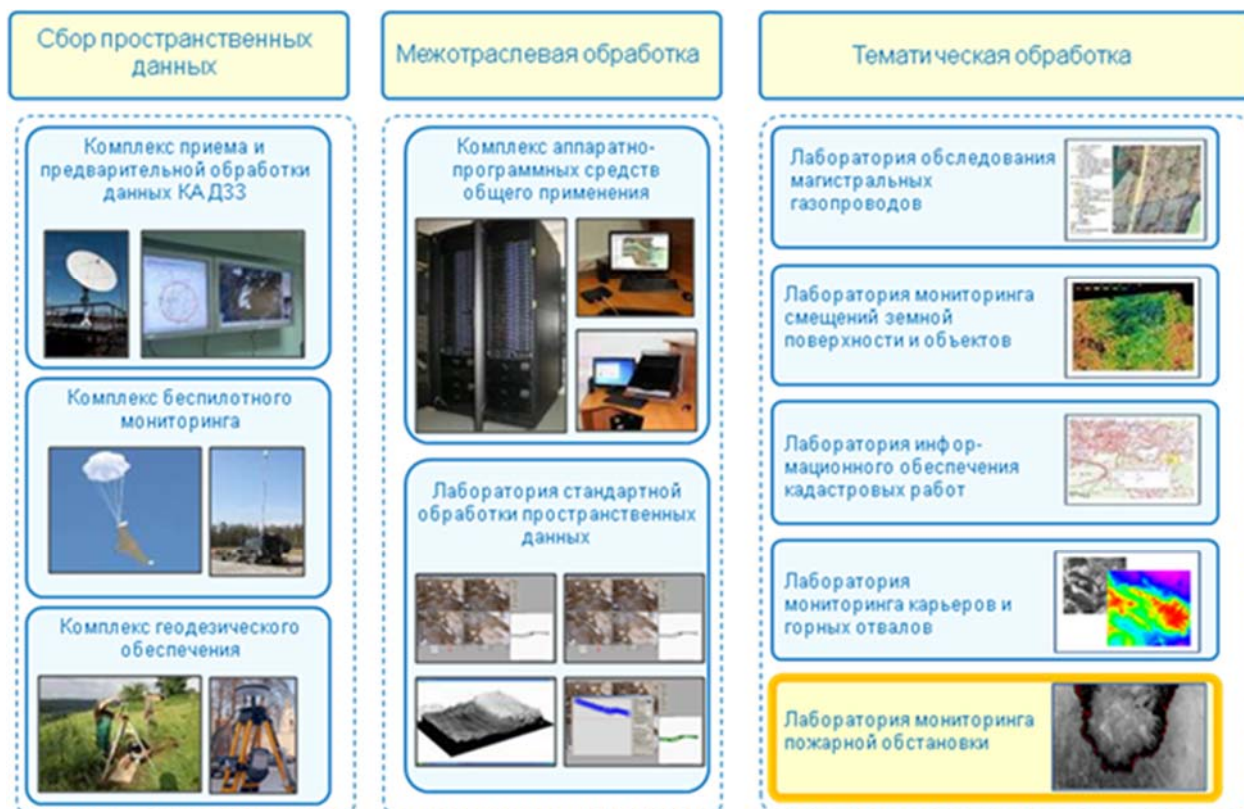 Сбор пространственных
данных
Комплекс приема и
предварительной обработки
данных КА ДЗЗ
Комплекс беспилотного
мониторинга
Комплекс геодезического
обеспечения
Межотраслевая обработка
Комплекс аппаратно-
программных средств
общего применения
Лаборатория стандартной
обработки пространственных
данных
Тематическая обработка
Лаборатория обследования
магистральных
газопроводов
Лаборатория мониторинга
смещений земной
поверхности и объектов
Лаборатория инфор-
мационного обеспечения
кадастровых работ
Лаборатория
мониторинга карьеров и
горных отвалов
Лаборатория мониторинга
пожарной обстановки